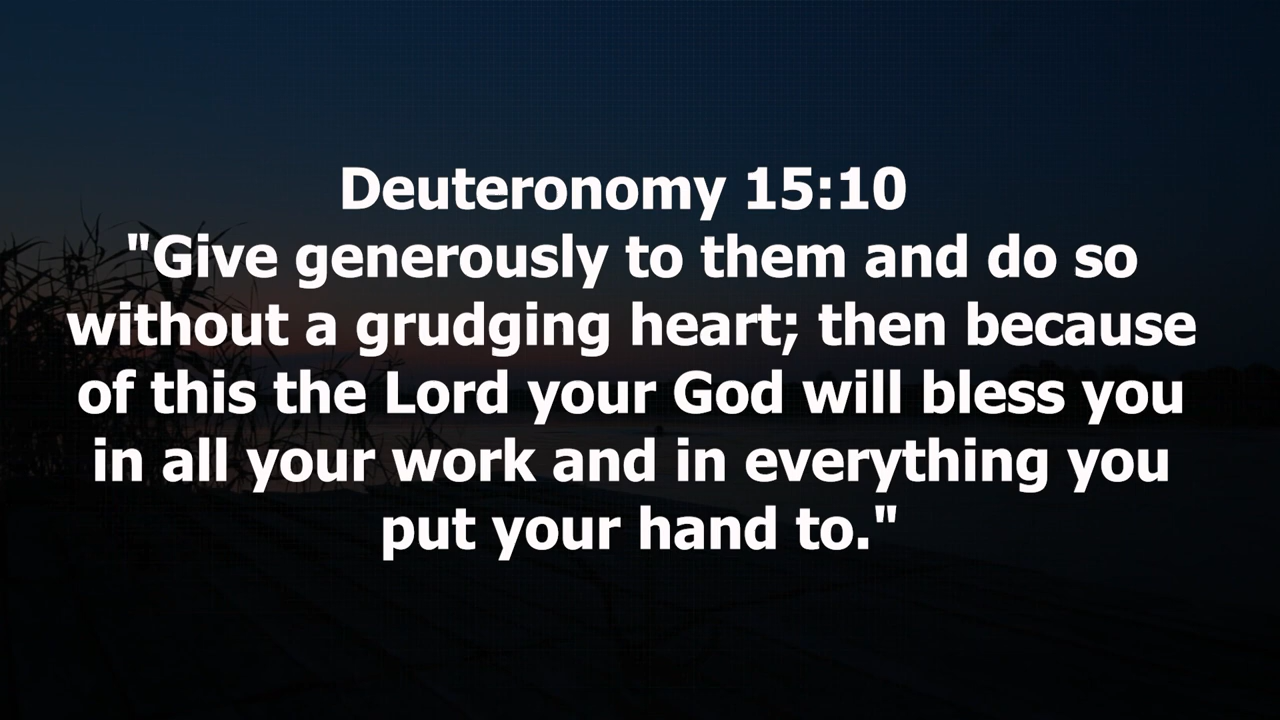 Deuteronomy 15:10
"Give generously to them and do so
without a grudging heart; then because
of this the Lord your God will bless you
in all your work and in everything you
put your hand to."